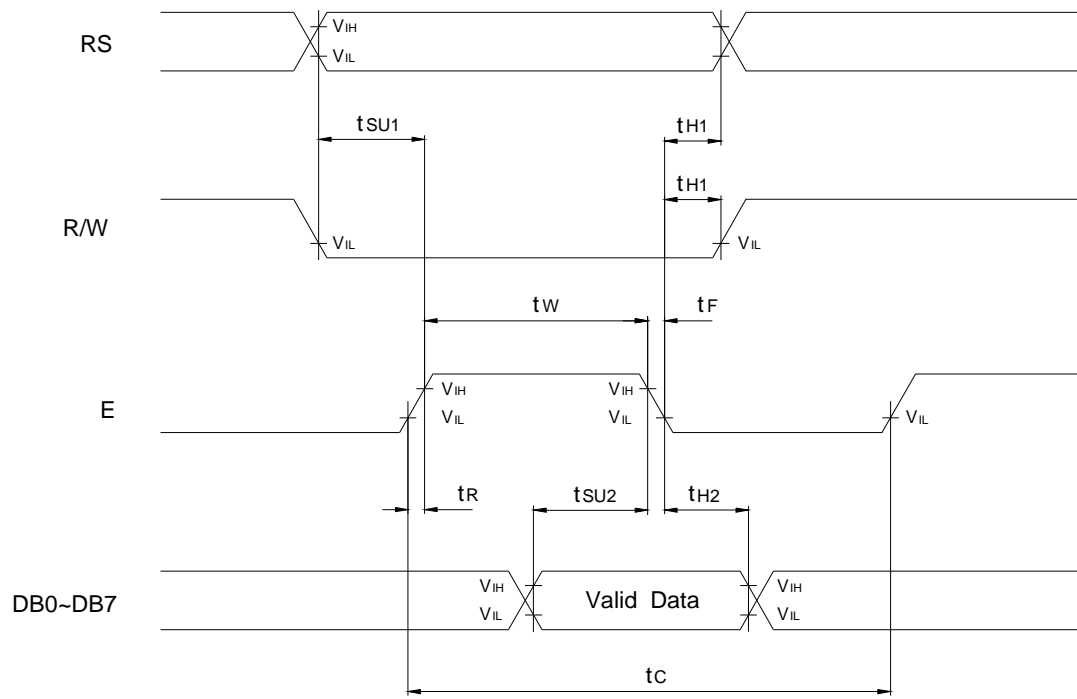 RS
VIH
VIL
tSU1
tH1
tH1
R/W
VIL
VIL
tW
tF
E
VIH
VIL
VIH
VIL
VIL
tR
tSU2
tH2
DB0~DB7
VIH
VIL
Valid Data
VIH
VIL
tC